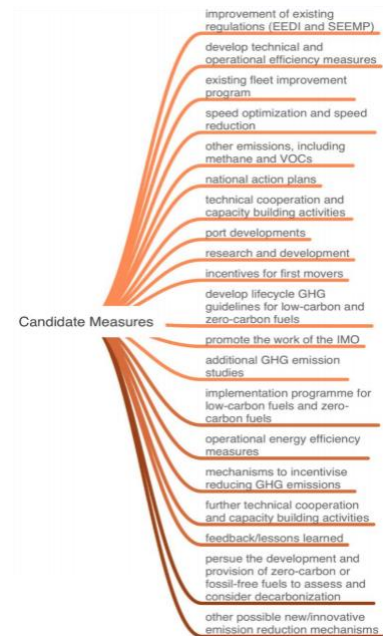 improvement of existing
regulations (EEDI and SEEMP)
develop technical and
operational efficiency measures
existing fleet improvement
program
speed optimization and speed
reduction
other emissions, including
methane and VOCs
national action plans
technical cooperation and
capacity building activities
port developments
research and development
incentives for first movers
develop lifecycle GHG
guidelines for low-carbon and
zero-carbon fuels
Candidate Measures
promote the work of the IMO
additional GHG emission
studies
implementation programme for
low-carbon fuels and zero-
carbon fuels
operational energy efficiency
measures
mechanisms to incentivise
reducing GHG emissions
further technical cooperation
and capacity building activities
feedback/lessons learned
persue the development and
provision of zero-carbon or
fossil-free fuels to assess and
consider decarbonization
other possible new/innovative
emission reduction mechanisms